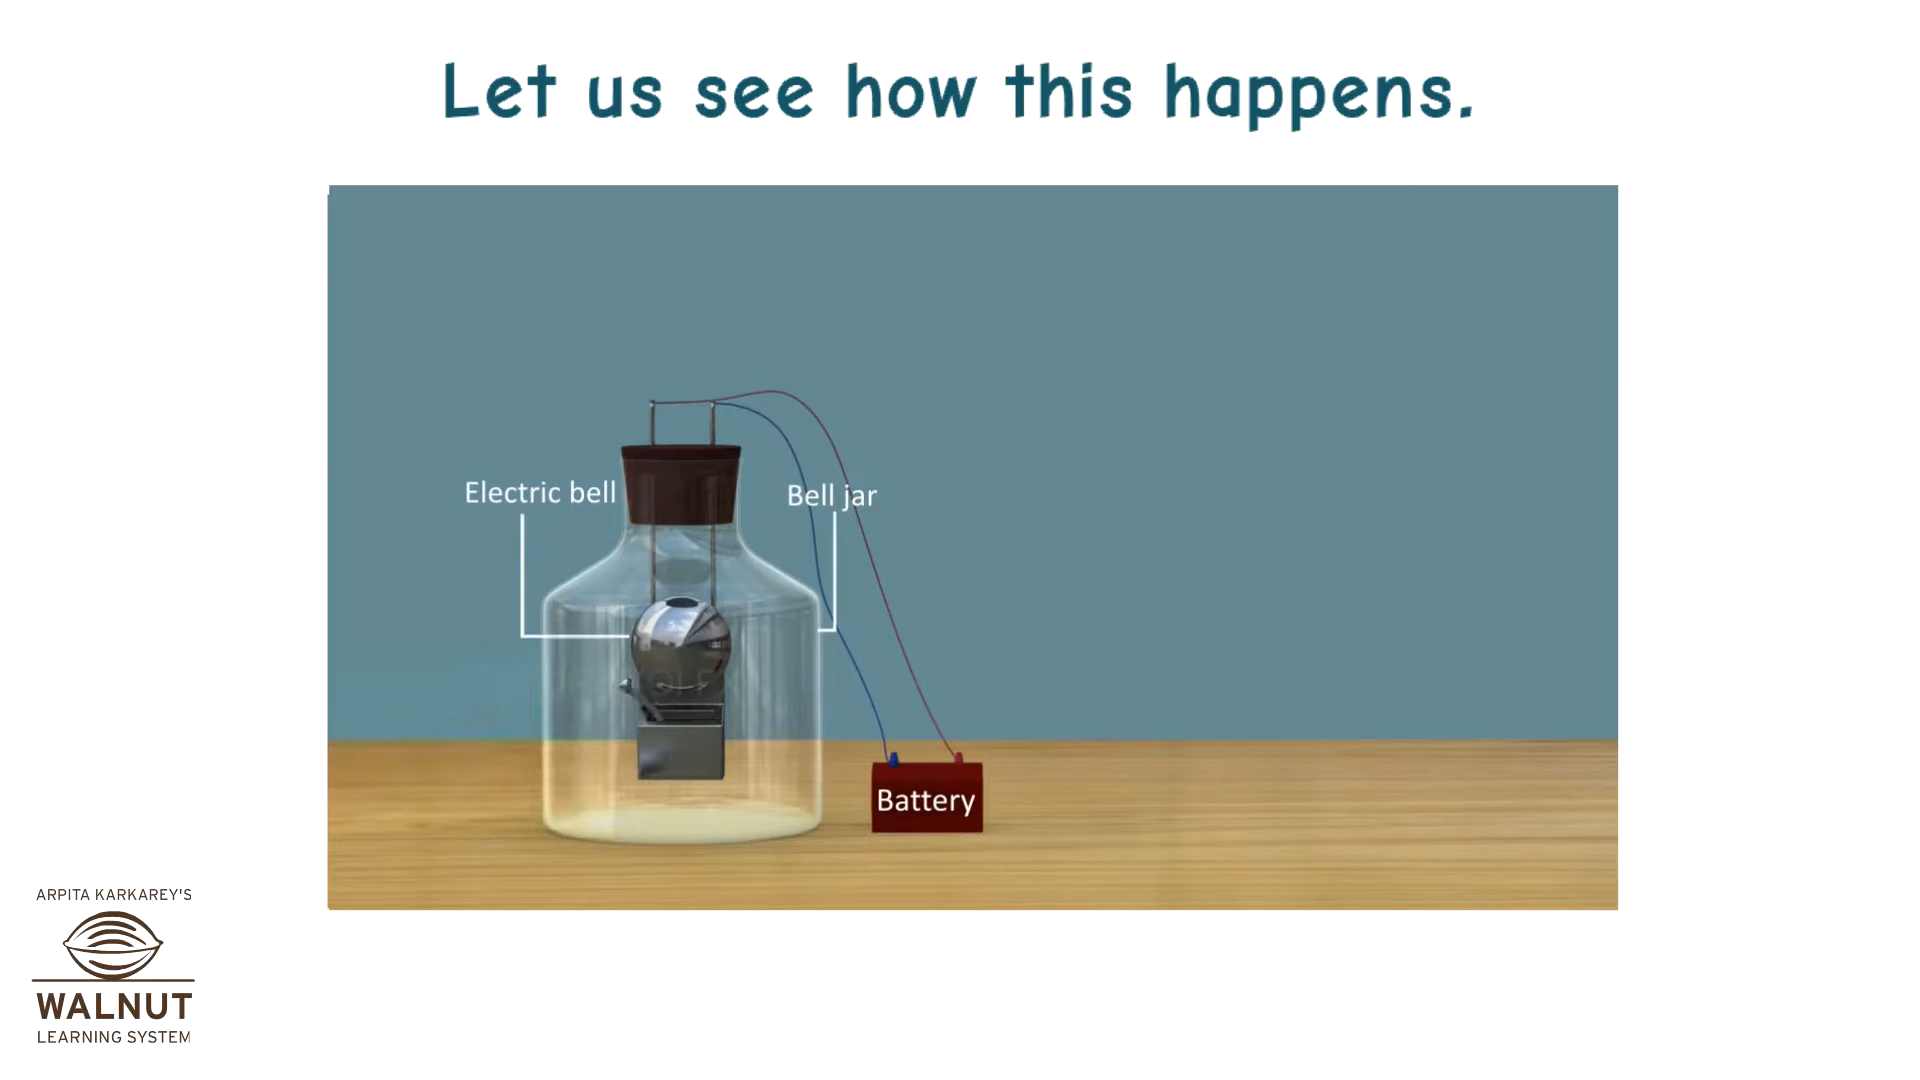 Let us see how this happens.
Electric bell
Bell jar
Battery
ARPITA KARKAREY'S
WALNUT
LEARNING SYSTEM